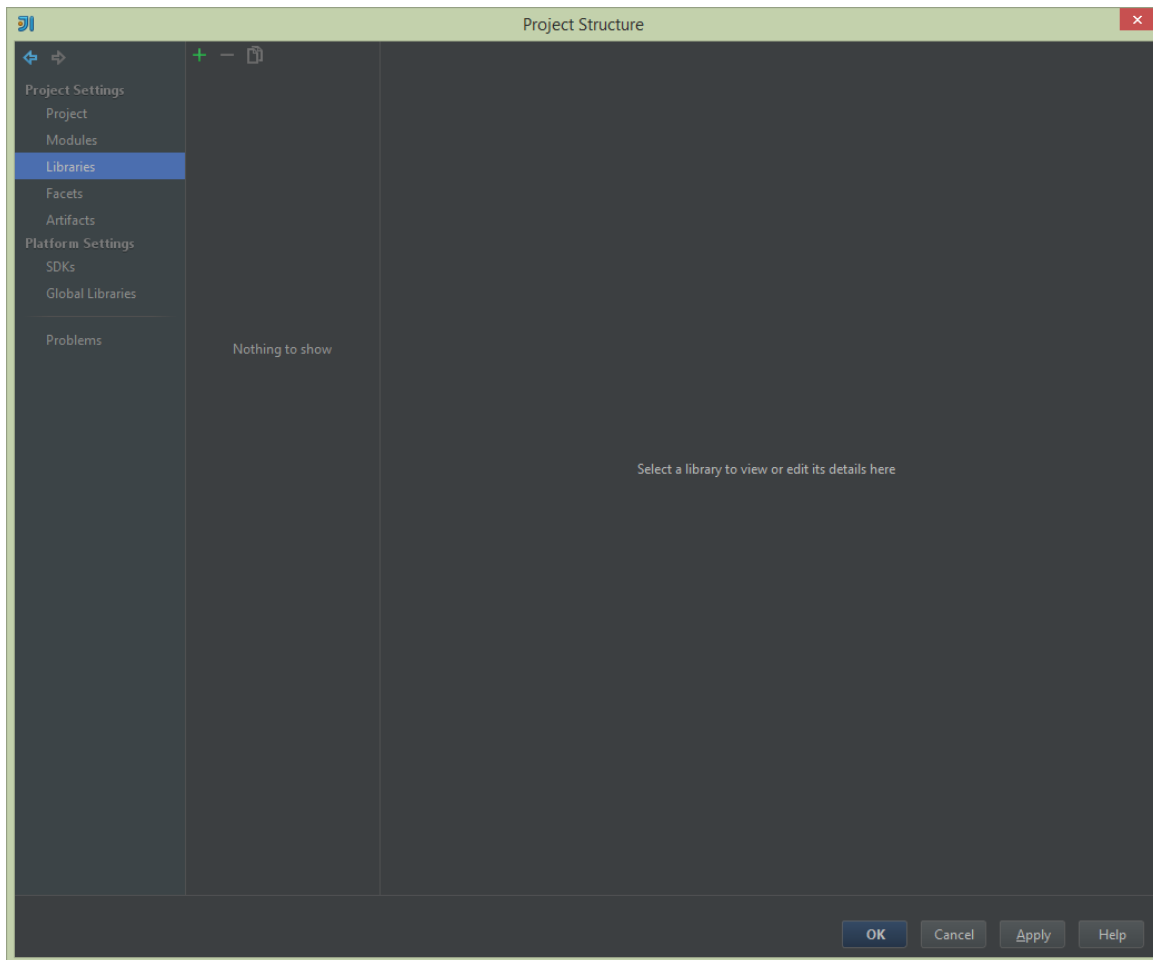 Project Structure
Project Settings
Project
Modules
Libraries
Facets
Artifacts
Platform Settings
SDKs
Global Libraries
Problems
Nothing to show
Select a library to view or edit its details here
OK Cancel Apply Help